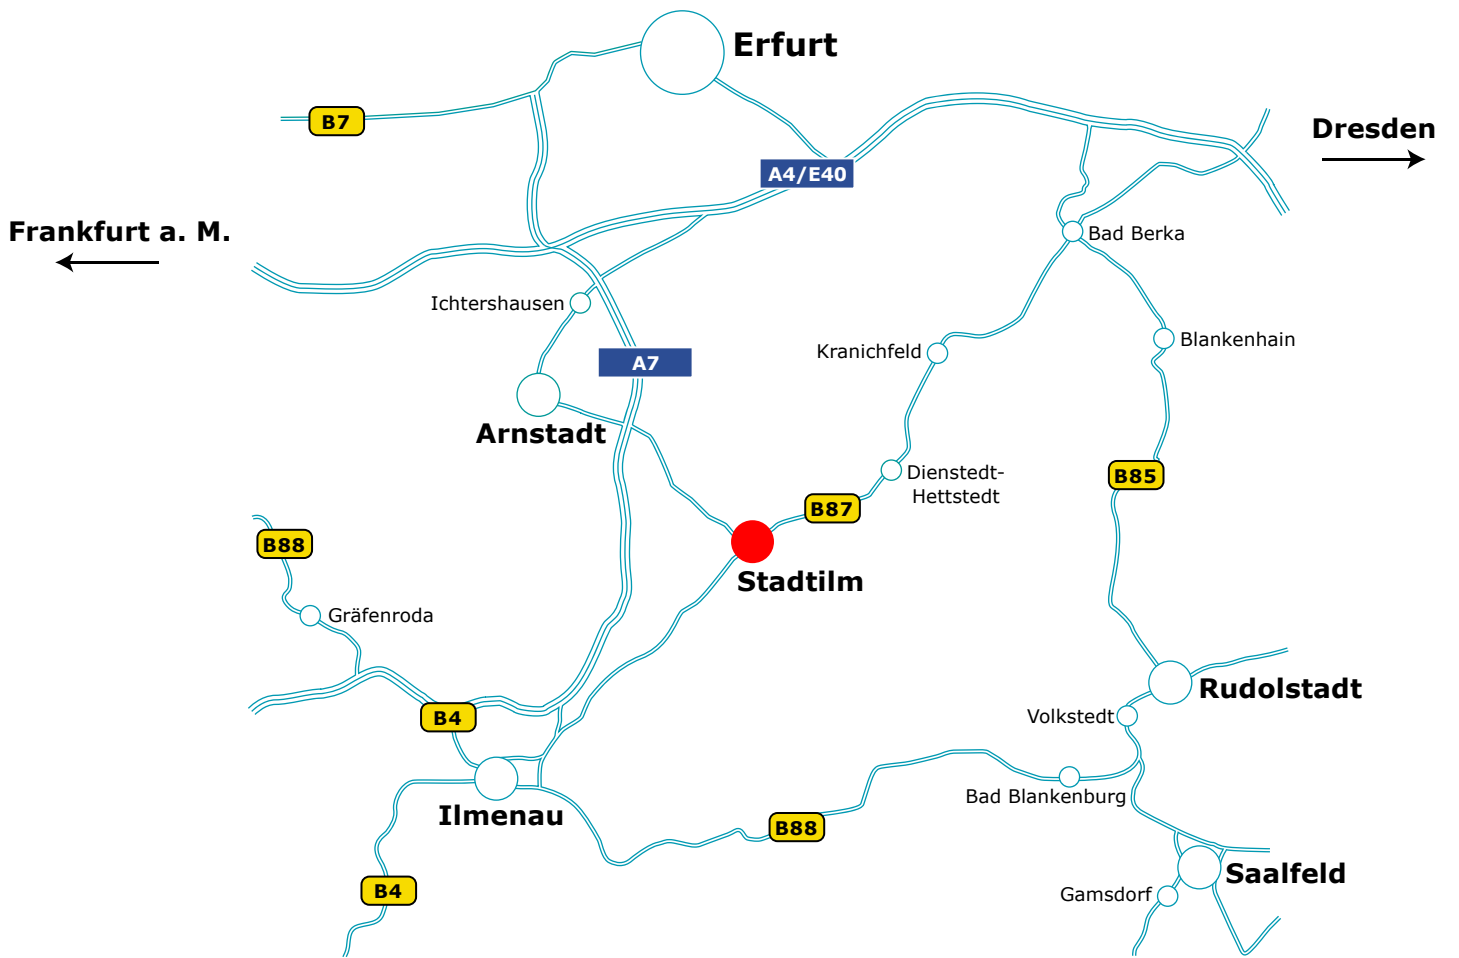 Erfurt
B7
Dresden
A4/E40
Frankfurt a. M.
Bad Berka
Ichtershausen
Blankenhain
Kranichfeld
A7
Arnstadt
Dienstedt-
Hettstedt
B85
B87
B88
Stadtilm
Gräfenroda
Rudolstadt
Volkstedt
B4
Bad Blankenburg
Ilmenau
B88
Saalfeld
B4
Gamsdorf